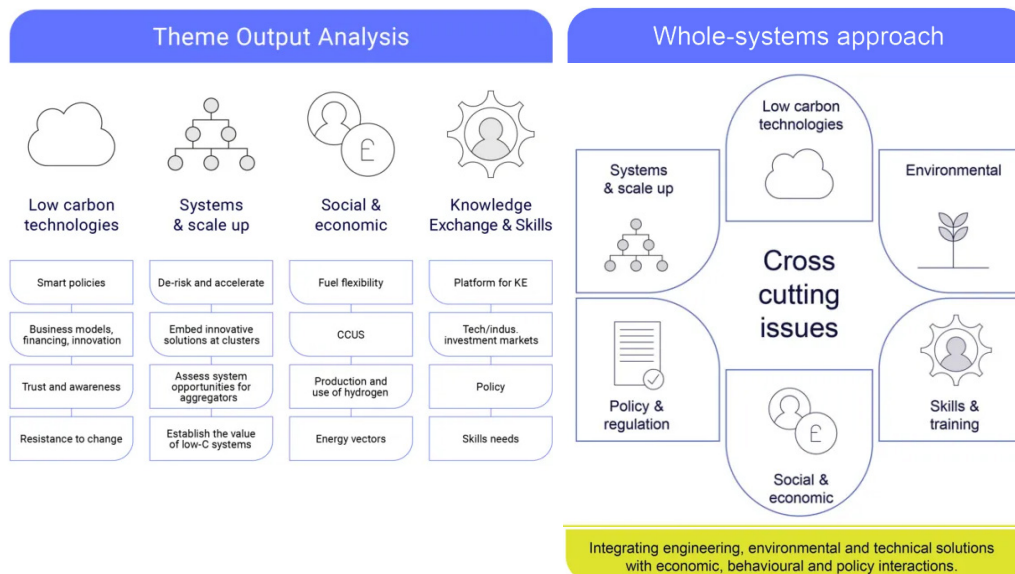 Theme Output Analysis
Low carbon
technologies
Systems
& scale up
Social &
economic
Knowledge
Exchange & Skills
Smart policies
De-risk and accelerate
Fuel flexibility
Platform for KE
Business models,
financing, innovation
Embed innovative
solutions at clusters
CCUS
Tech/indus.
investment markets
Trust and awareness
Assess system
opportunities for
aggregators
Production and
use of hydrogen
Policy
Resistance to change
Establish the value
of low-C systems
Energy vectors
Skills needs
Whole-systems approach
Low carbon
technologies
Systems
& scale up
Environmental
Cross
cutting
issues
Policy &
regulation
Skills &
training
Social &
economic
Integrating engineering, environmental and technical solutions
with economic, behavioural and policy interactions.